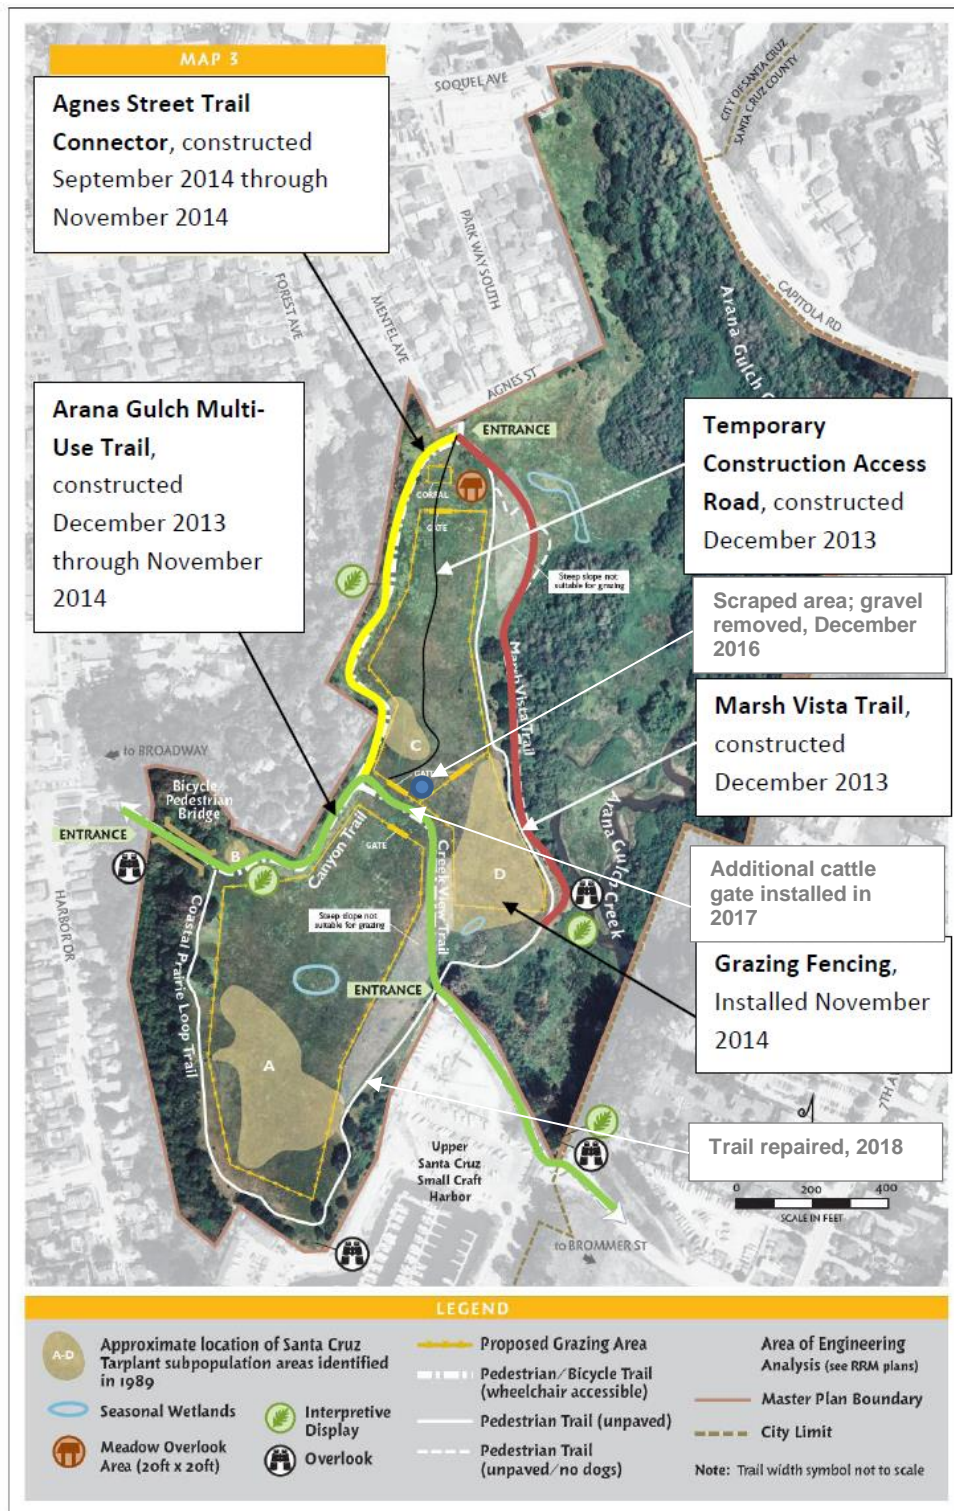 MAP 3
Agnes Street Trail
Connector, constructed
September 2014 through
November 2014
SOQUEL AVE
CITY OF SANTA CRUZ
SANTA CRUZ COUNTY
PARK WAY SOUTH
FOREST AVE
MENTEL AVE
AGNES ST
CAPITOLA RD
Arana Gulch C
Arana Gulch Multi-
Use Trail,
constructed
December 2013
through November
2014
ENTRANCE
Temporary
Construction Access
Road, constructed
December 2013
CORRAL
GATE
Steep slope not
suitable for grazing
Scraped area; gravel
removed, December
2016
Marsh Vista Trail
Marsh Vista Trail,
constructed
December 2013
C
GATE
to BROADWAY
Bicycle
Pedestrian
Bridge
ENTRANCE
B
Canyon Trail
GATE
Creek View Trail
D
Arana Gulch Creek
Additional cattle
gate installed in
2017
HARBOR DR
Coastal Prairie Loop Trail
Steep slope not
suitable for grazing
ENTRANCE
Grazing Fencing,
Installed November
2014
A
7TH A
Upper
Santa Cruz
Small Craft
Harbor
Trail repaired, 2018
0 200 400
SCALE IN FEET
to BROMMER ST
LEGEND
A-D
Approximate location of Santa Cruz
Tarplant subpopulation areas identified
in 1989
Seasonal Wetlands
Meadow Overlook
Area (20ft x 20ft)
Interpretive
Display
Overlook
Proposed Grazing Area
Pedestrian/Bicycle Trail
(wheelchair accessible)
Pedestrian Trail (unpaved)
Pedestrian Trail
(unpaved/no dogs)
Area of Engineering
Analysis (see RRM plans)
Master Plan Boundary
City Limit
Note: Trail width symbol not to scale